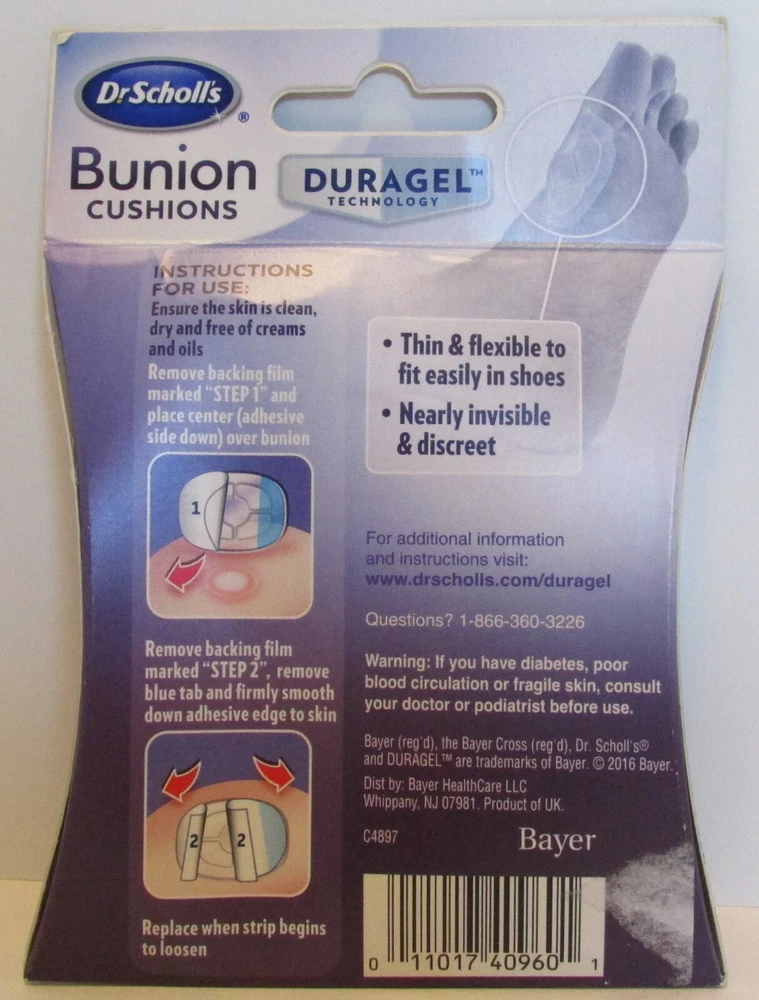 Dr.Scholl's®
Bunion
CUSHIONS
DURAGEL™
TECHNOLOGY
INSTRUCTIONS
FOR USE:
Ensure the skin is clean,
dry and free of creams
and oils
Remove backing film
marked “STEP 1” and
place center (adhesive
side down) over bunion
1
Remove backing film
marked “STEP 2”, remove
blue tab and firmly smooth
down adhesive edge to skin
2 2
Replace when strip begins
to loosen
• Thin & flexible to
fit easily in shoes
• Nearly invisible
& discreet
For additional information
and instructions visit:
www.drscholls.com/duragel
Questions? 1-866-360-3226
Warning: If you have diabetes, poor
blood circulation or fragile skin, consult
your doctor or podiatrist before use.
Bayer (reg'd), the Bayer Cross (reg'd), Dr. Scholl's®
and DURAGEL™ are trademarks of Bayer. © 2016 Bayer.
Dist by: Bayer HealthCare LLC
Whippany, NJ 07981. Product of UK.
C4897
Bayer
0 11017 40960 1